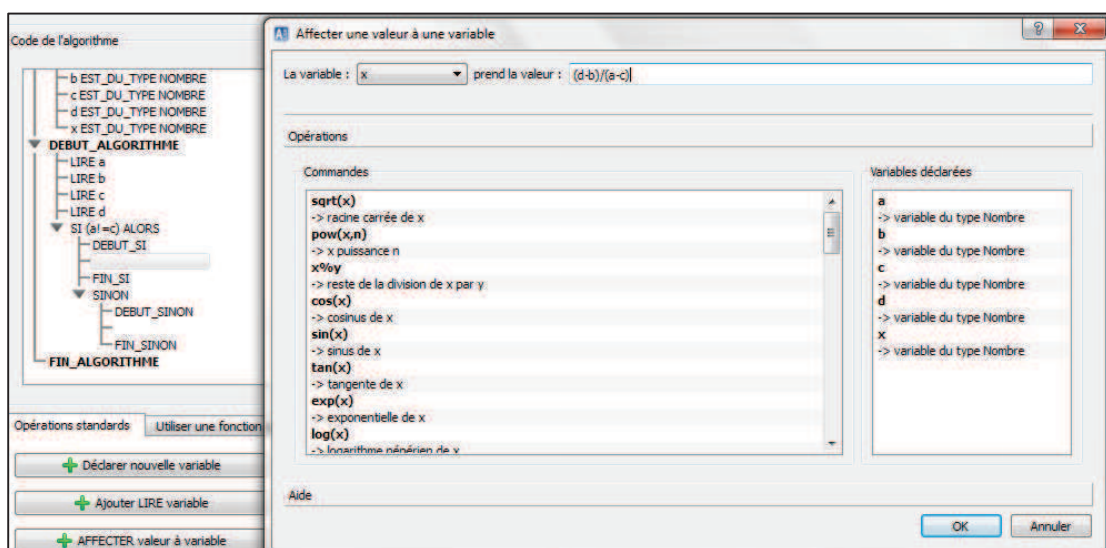 Code de l'algorithme
b EST_DU_TYPE NOMBRE
c EST_DU_TYPE NOMBRE
d EST_DU_TYPE NOMBRE
x EST_DU_TYPE NOMBRE
DEBUT_ALGORITHME
LIRE a
LIRE b
LIRE c
LIRE d
SI (a!=c) ALORS
DEBUT_SI
FIN_SI
SINON
DEBUT_SINON
FIN_SINON
FIN_ALGORITHME
Opérations standards
Utiliser une fonction
Déclarer nouvelle variable
Ajouter LIRE variable
AFFECTER valeur à variable
Affecter une valeur à une variable
La variable : x prend la valeur : (d-b)/(a-c)
Opérations
Commandes
sqrt(x)
-> racine carrée de x
pow(x,n)
-> x puissance n
x%y
-> reste de la division de x par y
cos(x)
-> cosinus de x
sin(x)
-> sinus de x
tan(x)
-> tangente de x
exp(x)
-> exponentielle de x
log(x)
-> logarithme népérien de x
Variables déclarées
a
-> variable du type Nombre
b
-> variable du type Nombre
c
-> variable du type Nombre
d
-> variable du type Nombre
x
-> variable du type Nombre
Aide
OK
Annuler